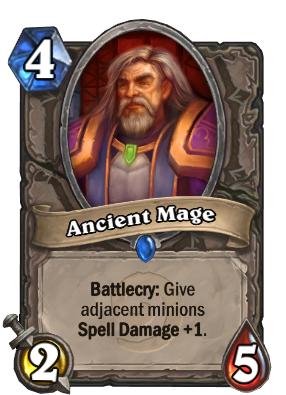 4
Ancient Mage
Battlecry: Give
adjacent minions
Spell Damage +1.
2
5